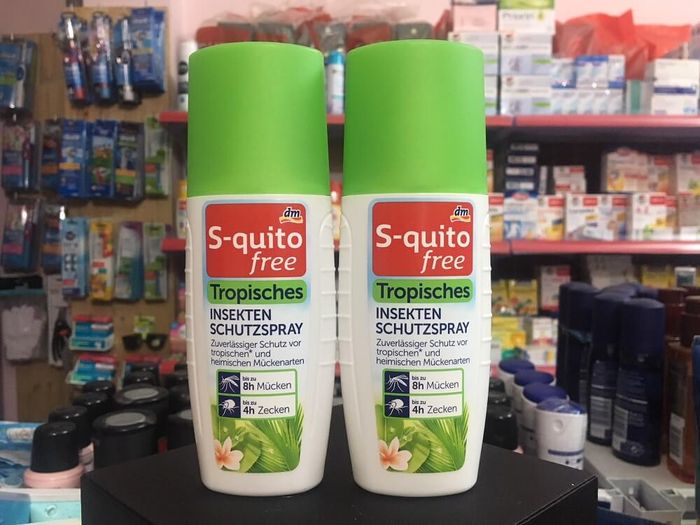 dm
S-quito
free
Tropisches
INSEKTEN
SCHUTZSPRAY
Zuverlässiger Schutz vor
tropischen* und
heimischen Mückenarten
bis zu
8h Mücken
bis zu
4h Zecken
dm
S-quito
free
Tropisches
INSEKTEN
SCHUTZSPRAY
Zuverlässiger Schutz vor
tropischen* und
heimischen Mückenarten
bis zu
8h Mücken
bis zu
4h Zecken